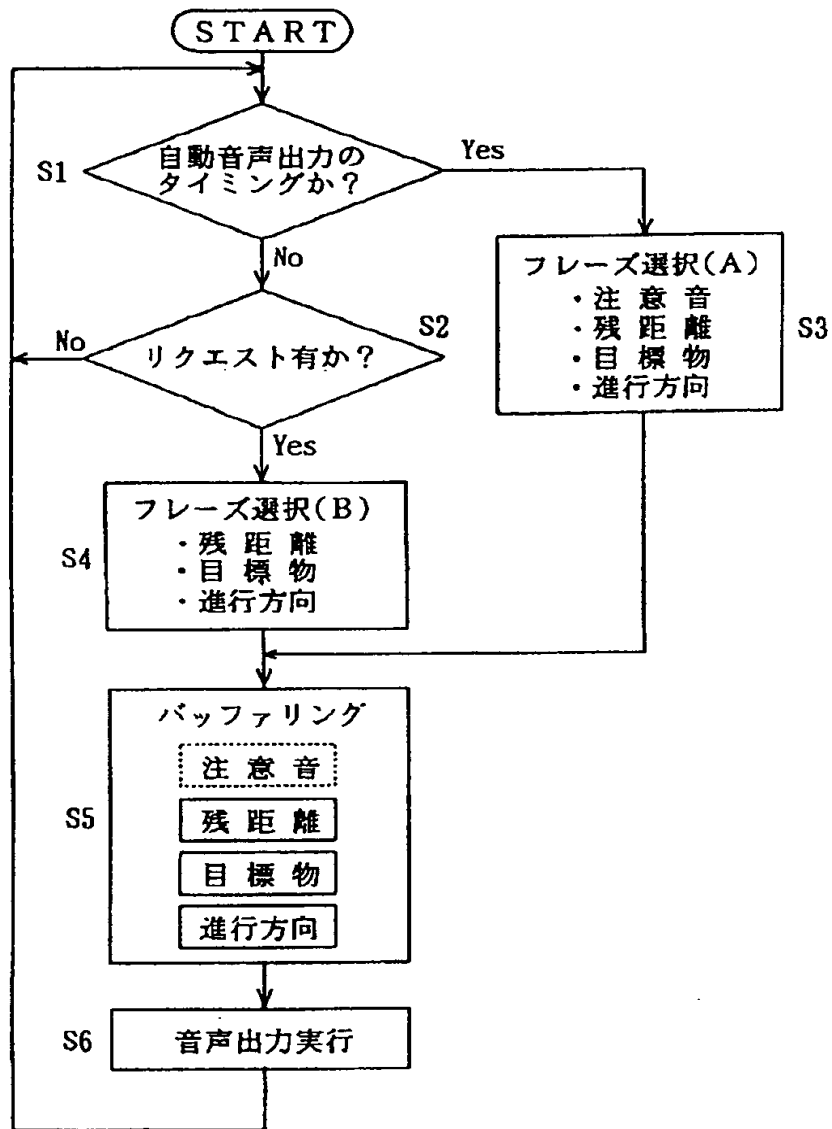 START
自動音声出力の
タイミングか?
S1
Yes
No
フレーズ選択(A)
・注意音
・残距離
・目標物
・進行方向
S3
S2
リクエスト有か?
No
Yes
フレーズ選択(B)
・残距離
・目標物
・進行方向
S4
バッファリング
注意音
残距離
目標物
進行方向
S5
S6
音声出力実行